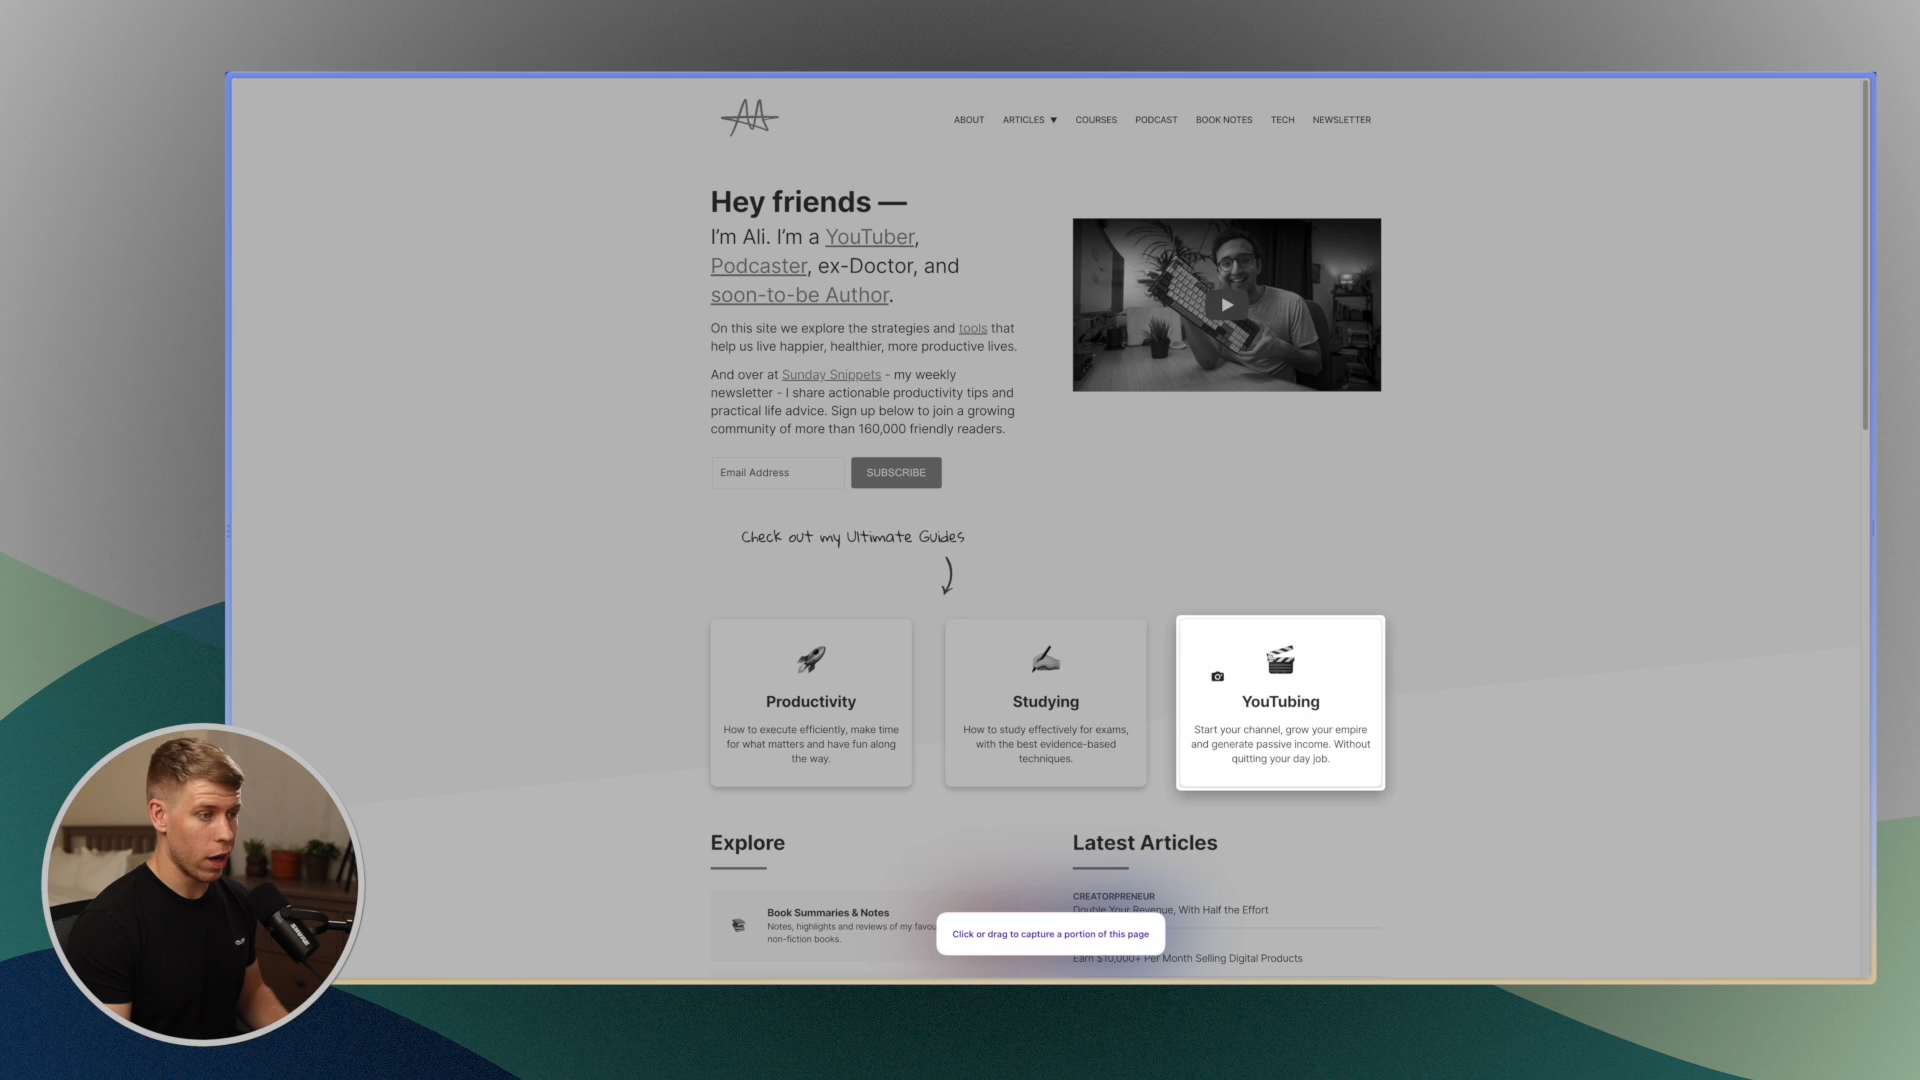 ABOUT ARTICLES ▼ COURSES PODCAST BOOK NOTES TECH NEWSLETTER
Hey friends —
I'm Ali. I'm a YouTuber,
Podcaster, ex-Doctor, and
soon-to-be Author.
On this site we explore the strategies and tools that
help us live happier, healthier, more productive lives.
And over at Sunday Snippets - my weekly
newsletter - I share actionable productivity tips and
practical life advice. Sign up below to join a growing
community of more than 160,000 friendly readers.
Email Address SUBSCRIBE
Check out my Ultimate Guides
Productivity
How to execute efficiently, make time
for what matters and have fun along
the way.
Studying
How to study effectively for exams,
with the best evidence-based
techniques.
YouTubing
Start your channel, grow your empire
and generate passive income. Without
quitting your day job.
Explore
Book Summaries & Notes
Notes, highlights and reviews of my
non-fiction books.
Latest Articles
CREATORPRENEUR
Double Your Revenue, With Half the Effort
Earn $10,000+ Per Month Selling Digital Products
Click or drag to capture a portion of this page
SHURE